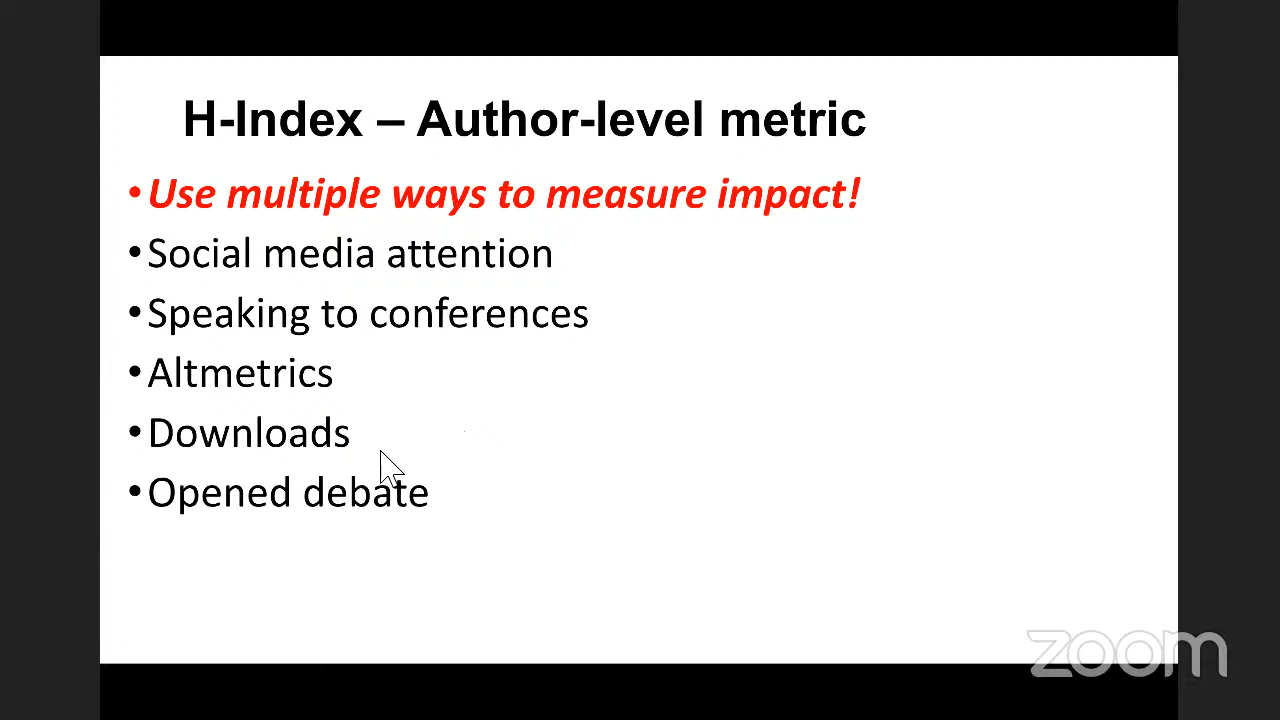 H-Index – Author-level metric
•Use multiple ways to measure impact!
•Social media attention
•Speaking to conferences
•Altmetrics
•Downloads
•Opened debate
zoom